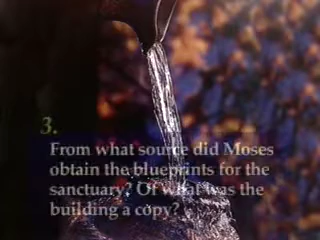 3.
From what source did Moses
obtain the blueprints for the
sanctuary? Of what was the
building a copy?